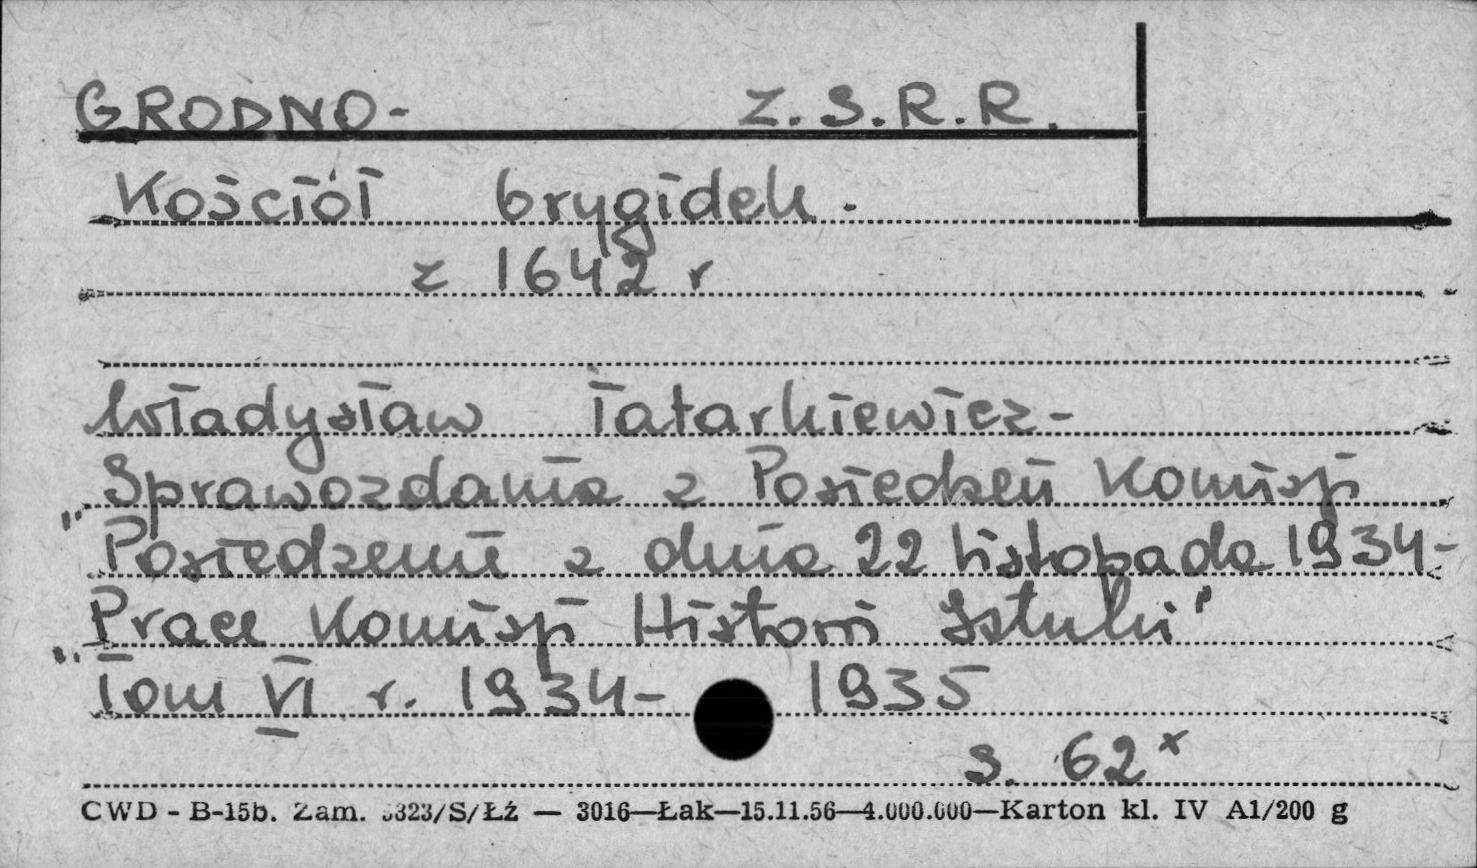 GRODNO - Z.S.R.R.
Kościół brygidek.
z 1642 r
Władysław Tatarkiewicz -
Sprawozdania z Posiedzeń Komisji
"Posiedzenie z dnia 22 listopada 1934 -
Prace Komisji Historii Sztuki"
"Tom VI r. 1934 - 1935
s. 62 x
CWD - B-15b. Zam. 3323/S/Łź — 3016—Łak—15.11.56—4.000.000—Karton kl. IV A1/200 g